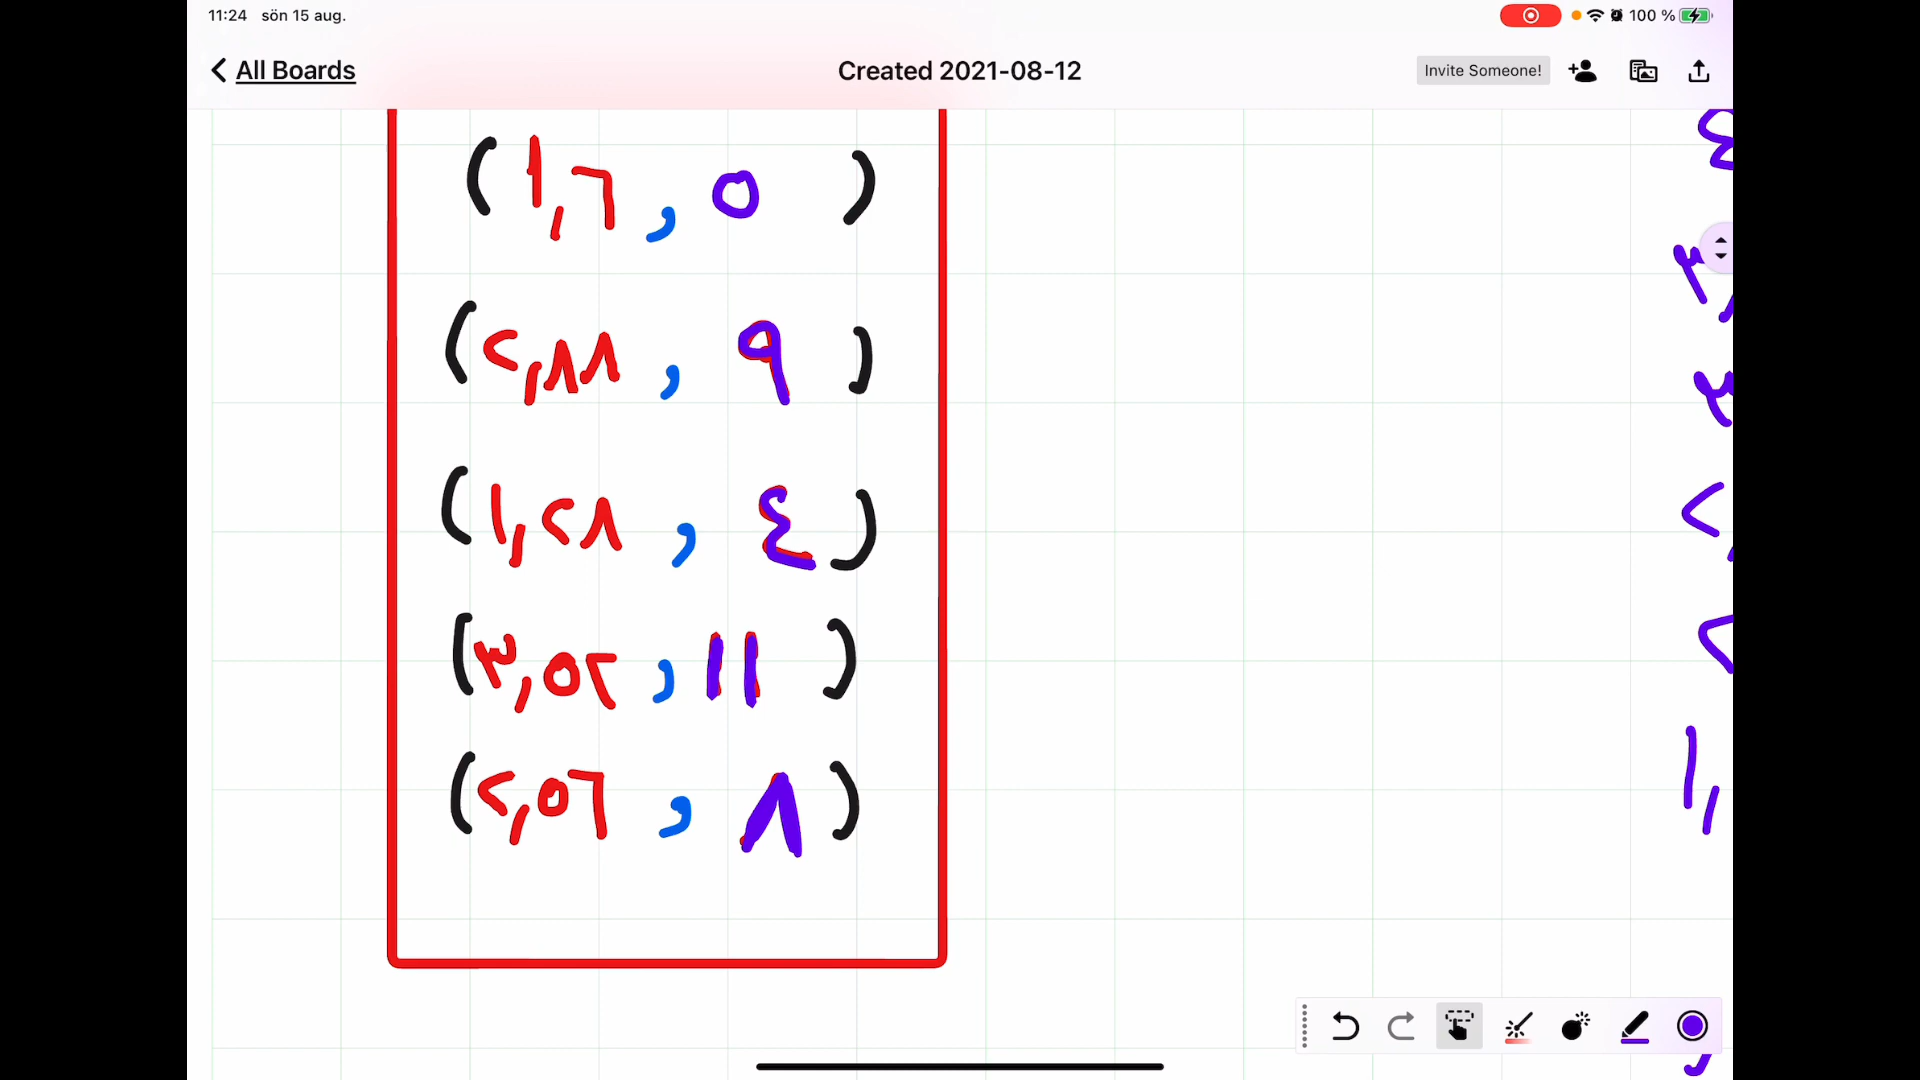 11:24 sön 15 aug.
100 %
All Boards
Created 2021-08-12
Invite Someone!
(١,٦ , ٥)
(٢,٨٨ , ٩)
(١,٢٨ , ٤)
(٣,٥٢ , ١١)
(٢,٥٦ , ٨)